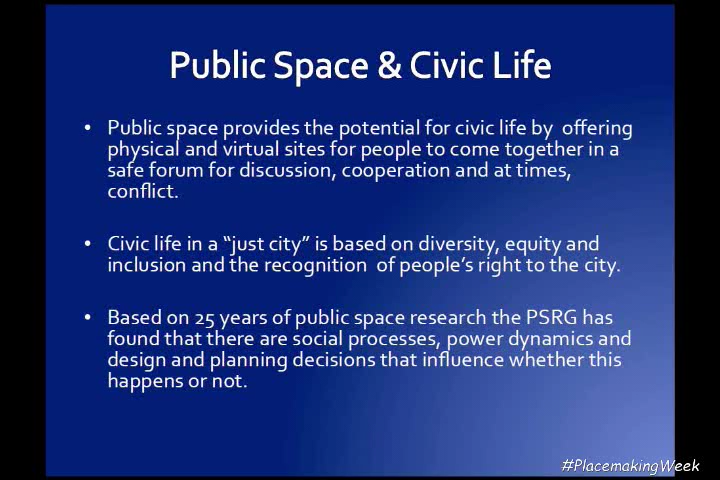 Public Space & Civic Life
• Public space provides the potential for civic life by offering
physical and virtual sites for people to come together in a
safe forum for discussion, cooperation and at times,
conflict.
• Civic life in a “just city” is based on diversity, equity and
inclusion and the recognition of people’s right to the city.
• Based on 25 years of public space research the PSRG has
found that there are social processes, power dynamics and
design and planning decisions that influence whether this
happens or not.
#PlacemakingWeek